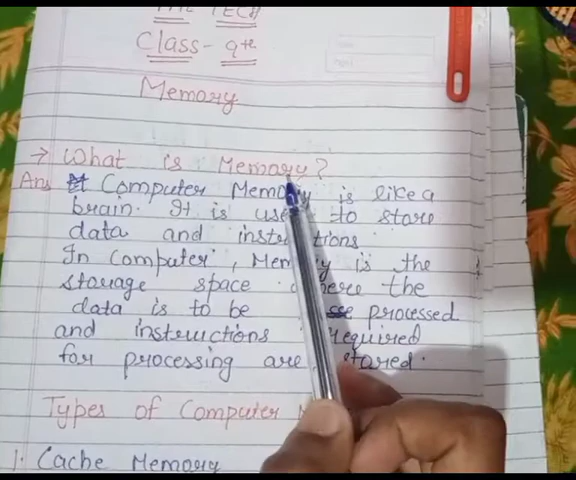 TECH
Class - 9th
Memory
→ What is Memory?
Ans Computer Memory is like a
brain. It is used to store
data and instructions
In Computer, Memory is the
storage space where the
data is to be processed
and instructions required
for processing are stored.
Types of Computer
1. Cache Memory